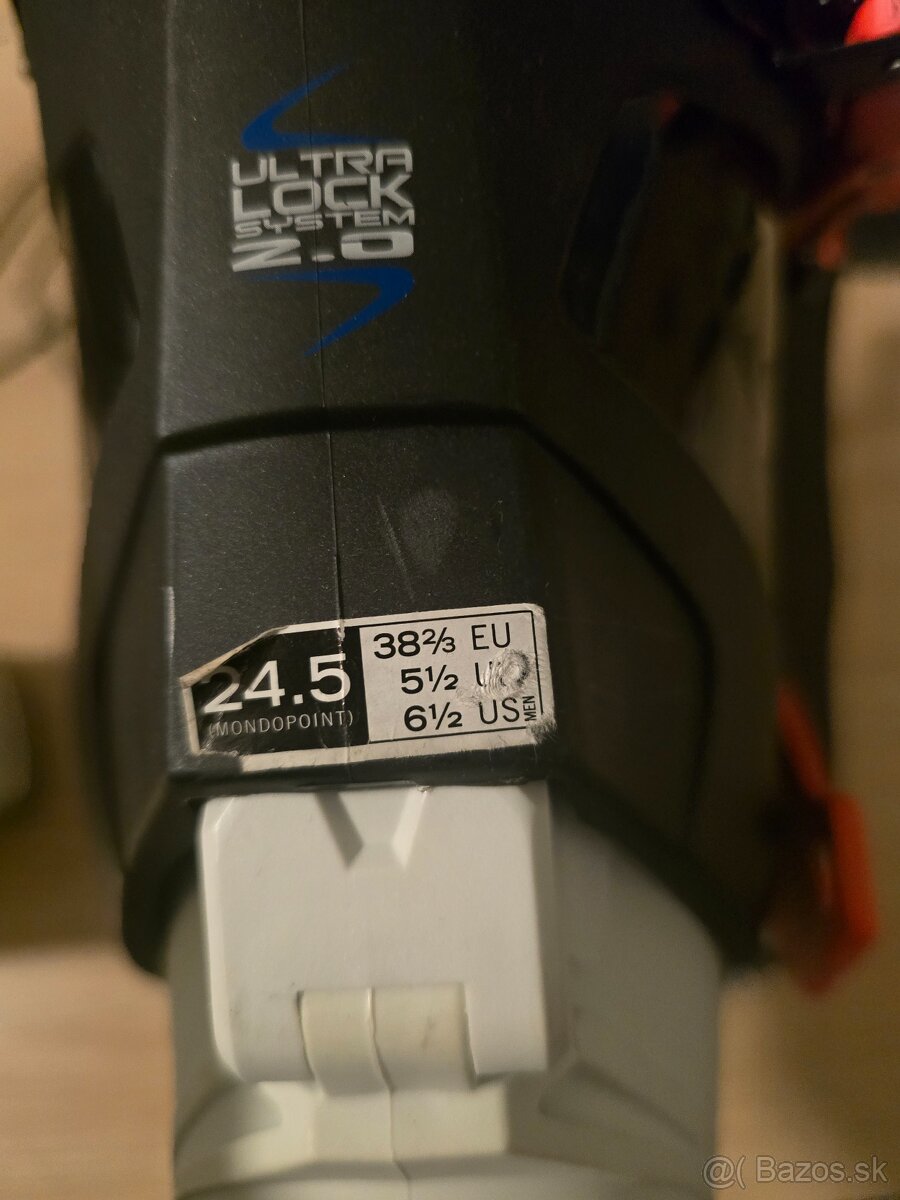 ULTRA
LOCK
SYSTEM
2.0
24.5
(MONDOPOINT)
38⅔ EU
5½
6½ US
MEN
@( Bazos.sk